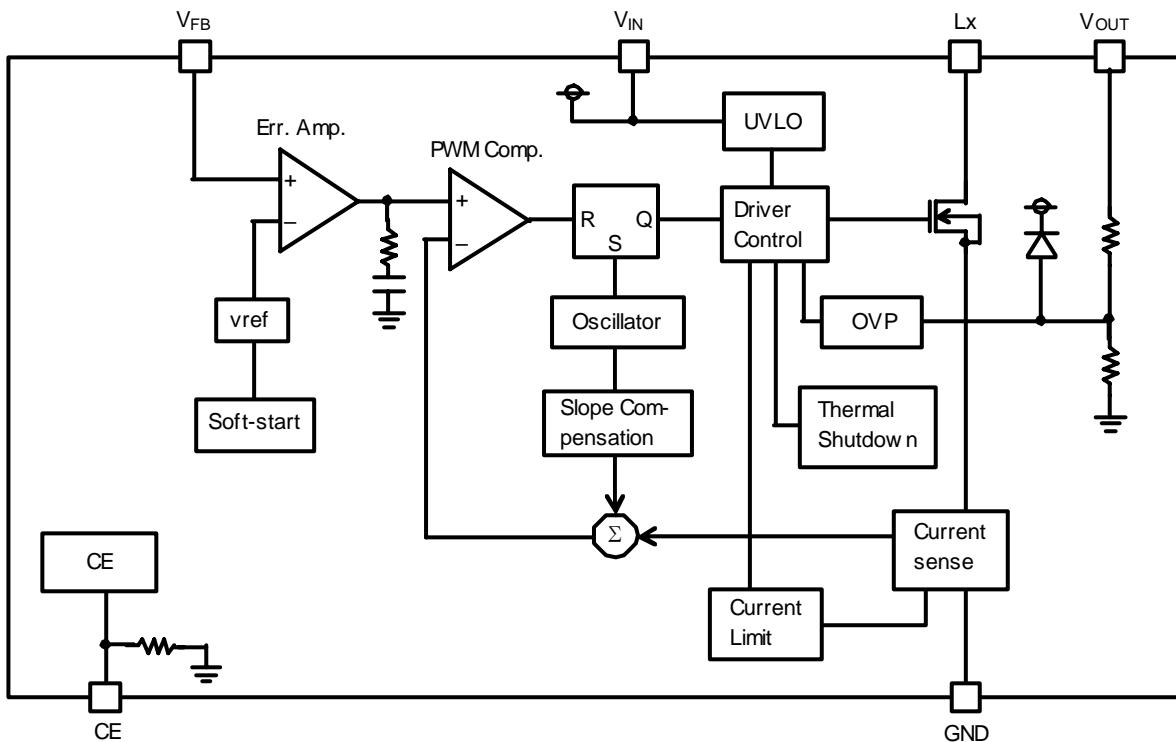 VFB
VIN
Lx
VOUT
UVLO
Err. Amp.
PWM Comp.
+
−
+
−
R
Q
S
Driver
Control
vref
Oscillator
OVP
Soft-start
Slope Com-
pensation
Thermal
Shutdown
Σ
Current
sense
CE
Current
Limit
CE
GND